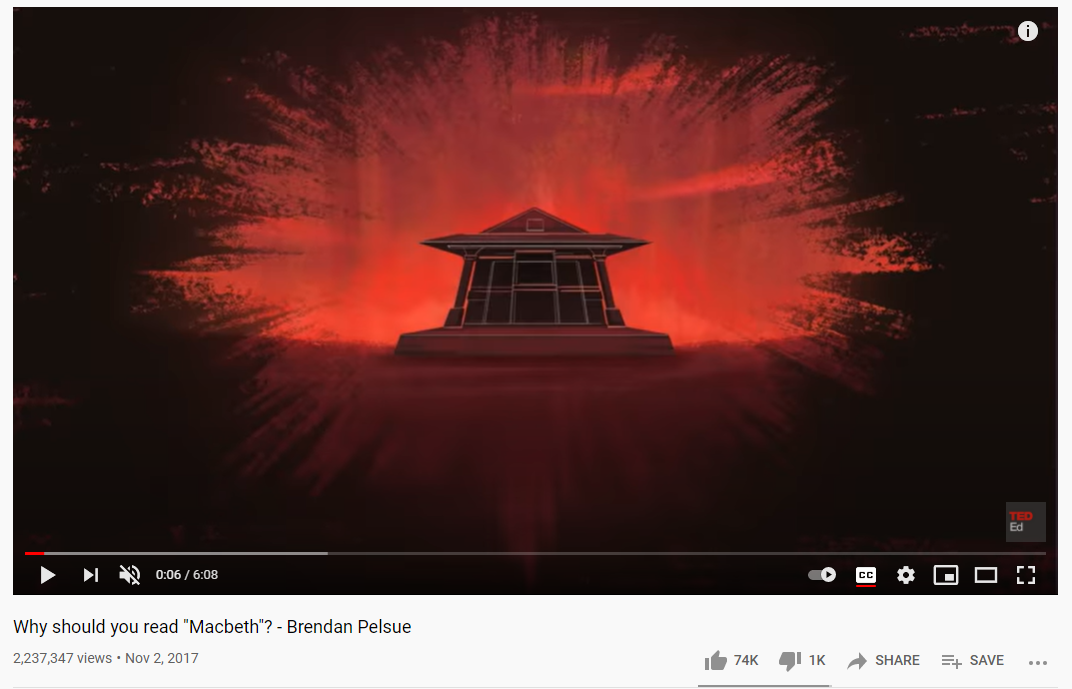 TED
Ed
0:06 / 6:08
CC
Why should you read "Macbeth"? - Brendan Pelsue
2,237,347 views • Nov 2, 2017
74K 1K SHARE SAVE